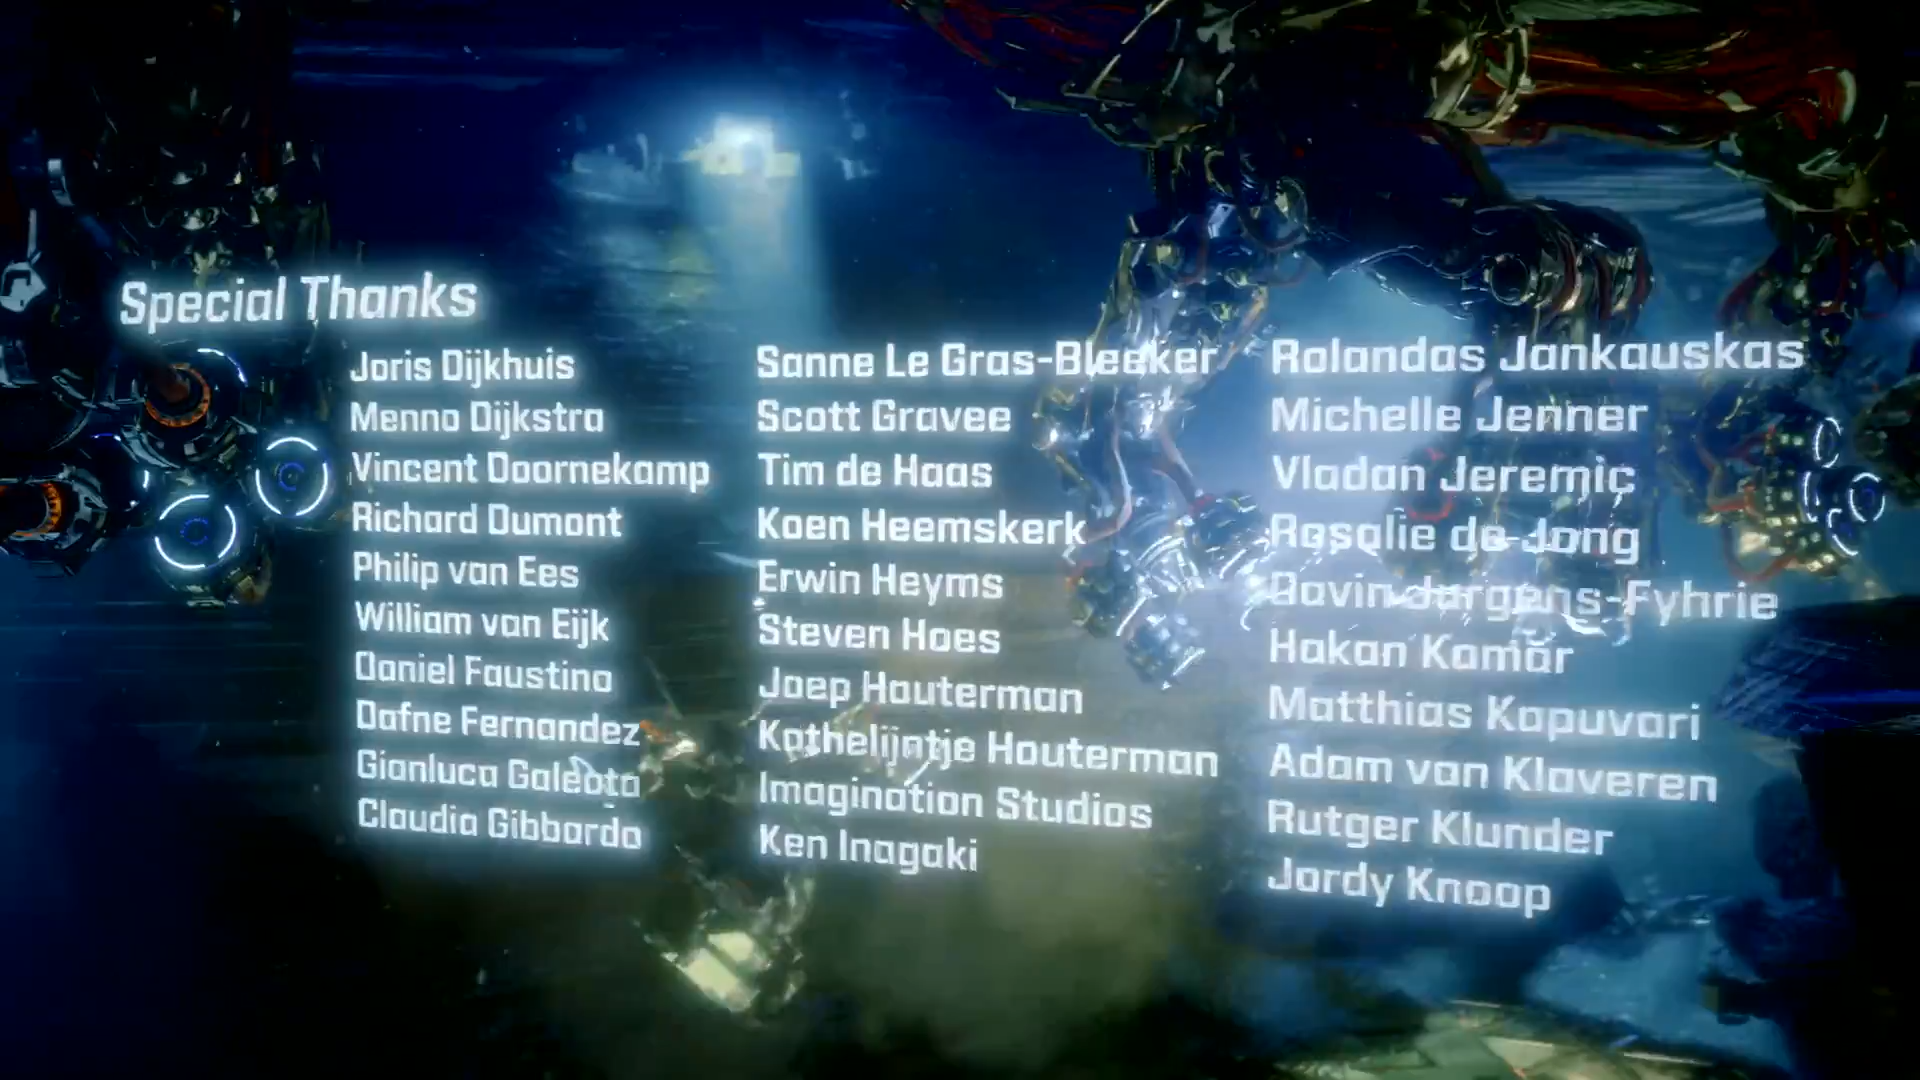 Special Thanks
Joris Dijkhuis
Menno Dijkstra
Vincent Doornekamp
Richard Dumont
Philip van Ees
William van Eijk
Daniel Faustino
Dafne Fernandez
Gianluca Galeota
Claudia Gibbardo
Sanne Le Gras-Bleeker
Scott Gravee
Tim de Haas
Koen Heemskerk
Erwin Heyms
Steven Hoes
Joep Houterman
Kathelijntje Houterman
Imagination Studios
Ken Inagaki
Rolandas Jankauskas
Michelle Jenner
Vladan Jeremic
Rosalie de Jong
Davin Jurgens-Fyhrie
Hakan Kamar
Matthias Kapuvari
Adam van Klaveren
Rutger Klunder
Jordy Knoop